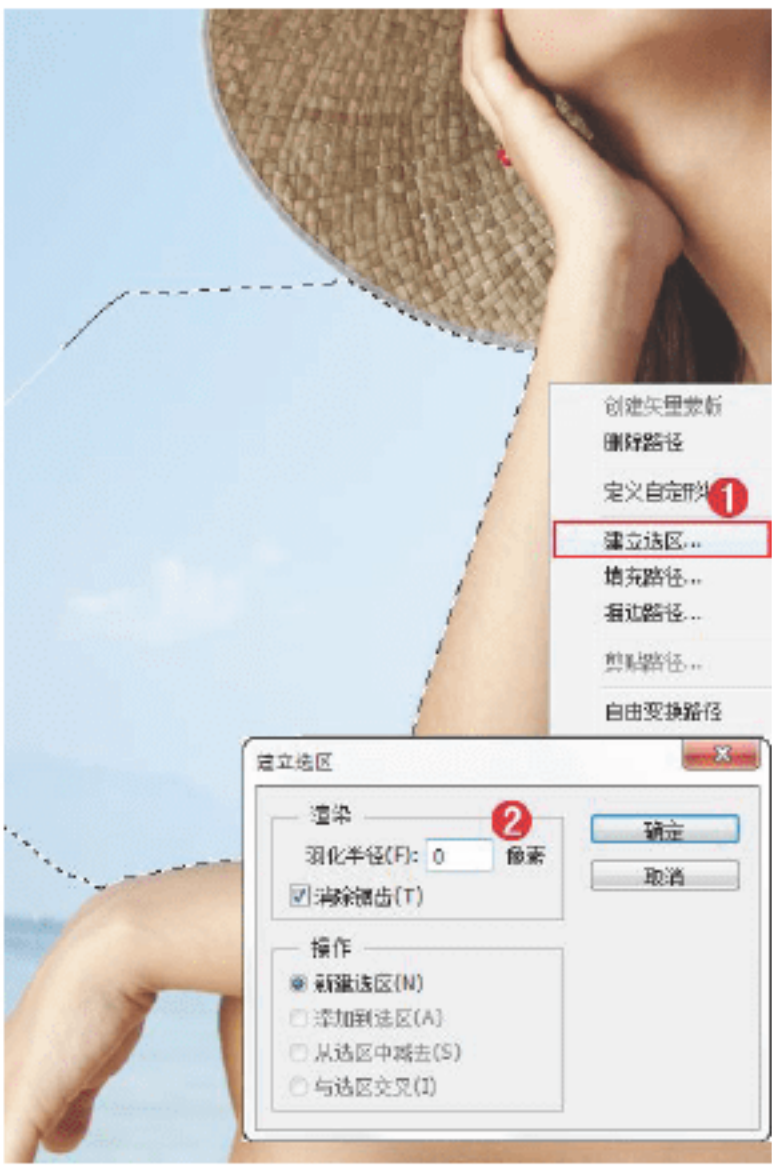 创建矢量蒙版
删除路径
定义自定形
1
建立选区...
填充路径...
描边路径...
剪贴路径...
自由变换路径
建立选区
渲染
2
羽化半径(F): 0 像素
消除锯齿(T)
操作
新建选区(N)
添加到选区(A)
从选区中减去(S)
与选区交叉(I)
确定
取消